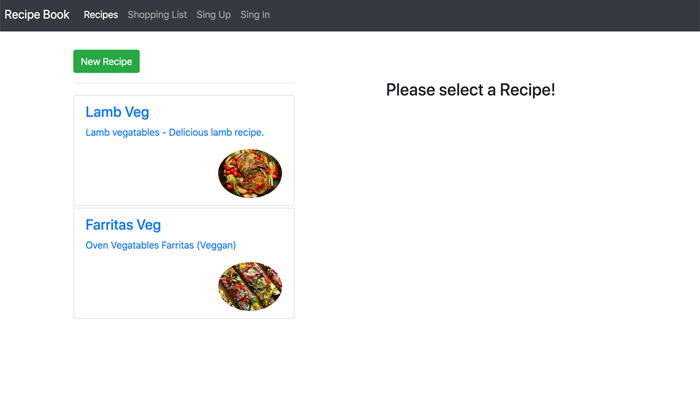 Recipe Book Recipes Shopping List Sing Up Sing In
New Recipe
Please select a Recipe!
Lamb Veg
Lamb vegatables - Delicious lamb recipe.
Farritas Veg
Oven Vegatables Farritas (Veggan)